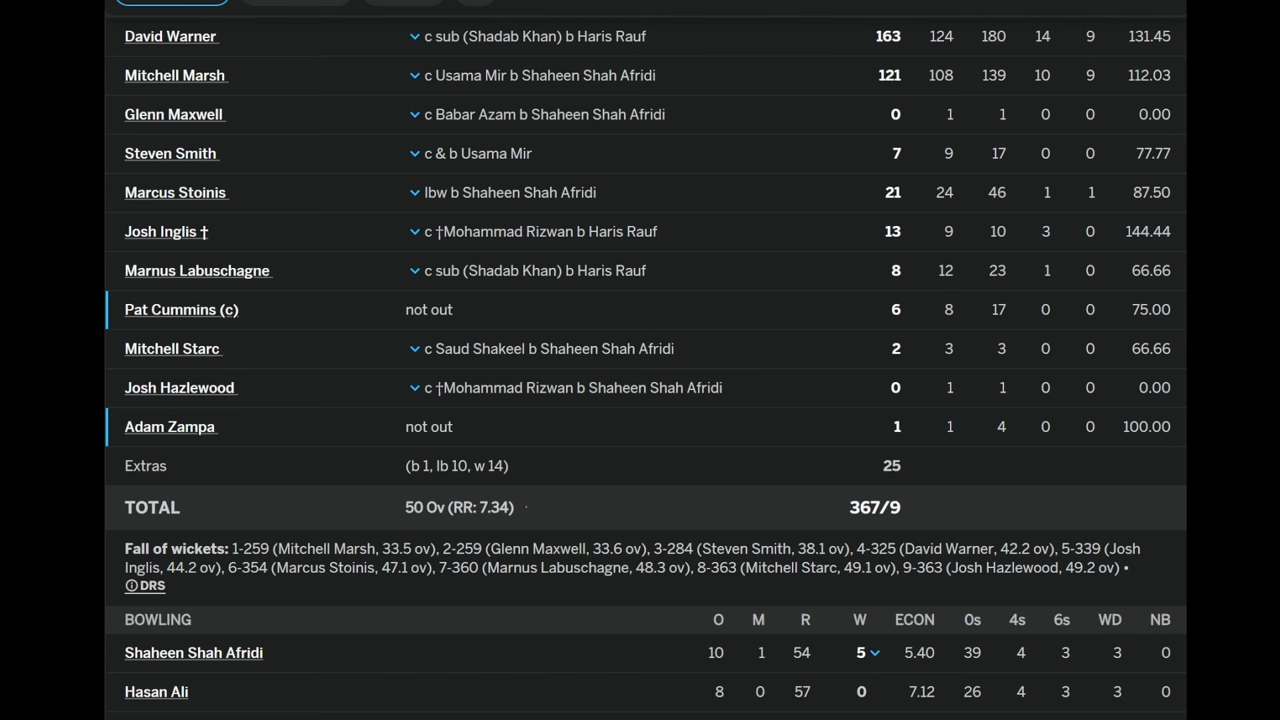 David Warner c sub (Shadab Khan) b Haris Rauf 163 124 180 14 9 131.45
Mitchell Marsh c Usama Mir b Shaheen Shah Afridi 121 108 139 10 9 112.03
Glenn Maxwell c Babar Azam b Shaheen Shah Afridi 0 1 1 0 0 0.00
Steven Smith c & b Usama Mir 7 9 17 0 0 77.77
Marcus Stoinis lbw b Shaheen Shah Afridi 21 24 46 1 1 87.50
Josh Inglis † c †Mohammad Rizwan b Haris Rauf 13 9 10 3 0 144.44
Marnus Labuschagne c sub (Shadab Khan) b Haris Rauf 8 12 23 1 0 66.66
Pat Cummins (c) not out 6 8 17 0 0 75.00
Mitchell Starc c Saud Shakeel b Shaheen Shah Afridi 2 3 3 0 0 66.66
Josh Hazlewood c †Mohammad Rizwan b Shaheen Shah Afridi 0 1 1 0 0 0.00
Adam Zampa not out 1 1 4 0 0 100.00
Extras (b 1, lb 10, w 14) 25
TOTAL 50 Ov (RR: 7.34) 367/9
Fall of wickets: 1-259 (Mitchell Marsh, 33.5 ov), 2-259 (Glenn Maxwell, 33.6 ov), 3-284 (Steven Smith, 38.1 ov), 4-325 (David Warner, 42.2 ov), 5-339 (Josh
Inglis, 44.2 ov), 6-354 (Marcus Stoinis, 47.1 ov), 7-360 (Marnus Labuschagne, 48.3 ov), 8-363 (Mitchell Starc, 49.1 ov), 9-363 (Josh Hazlewood, 49.2 ov) •
DRS
BOWLING O M R W ECON 0s 4s 6s WD NB
Shaheen Shah Afridi 10 1 54 5 5.40 39 4 3 3 0
Hasan Ali 8 0 57 0 7.12 26 4 3 3 0